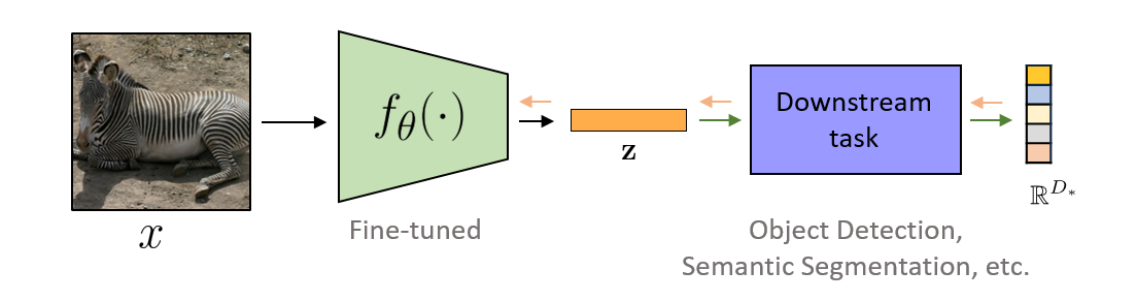 f_θ(·)
Downstream
task
z
ℝ^{D_*}
x
Fine-tuned
Object Detection,
Semantic Segmentation, etc.